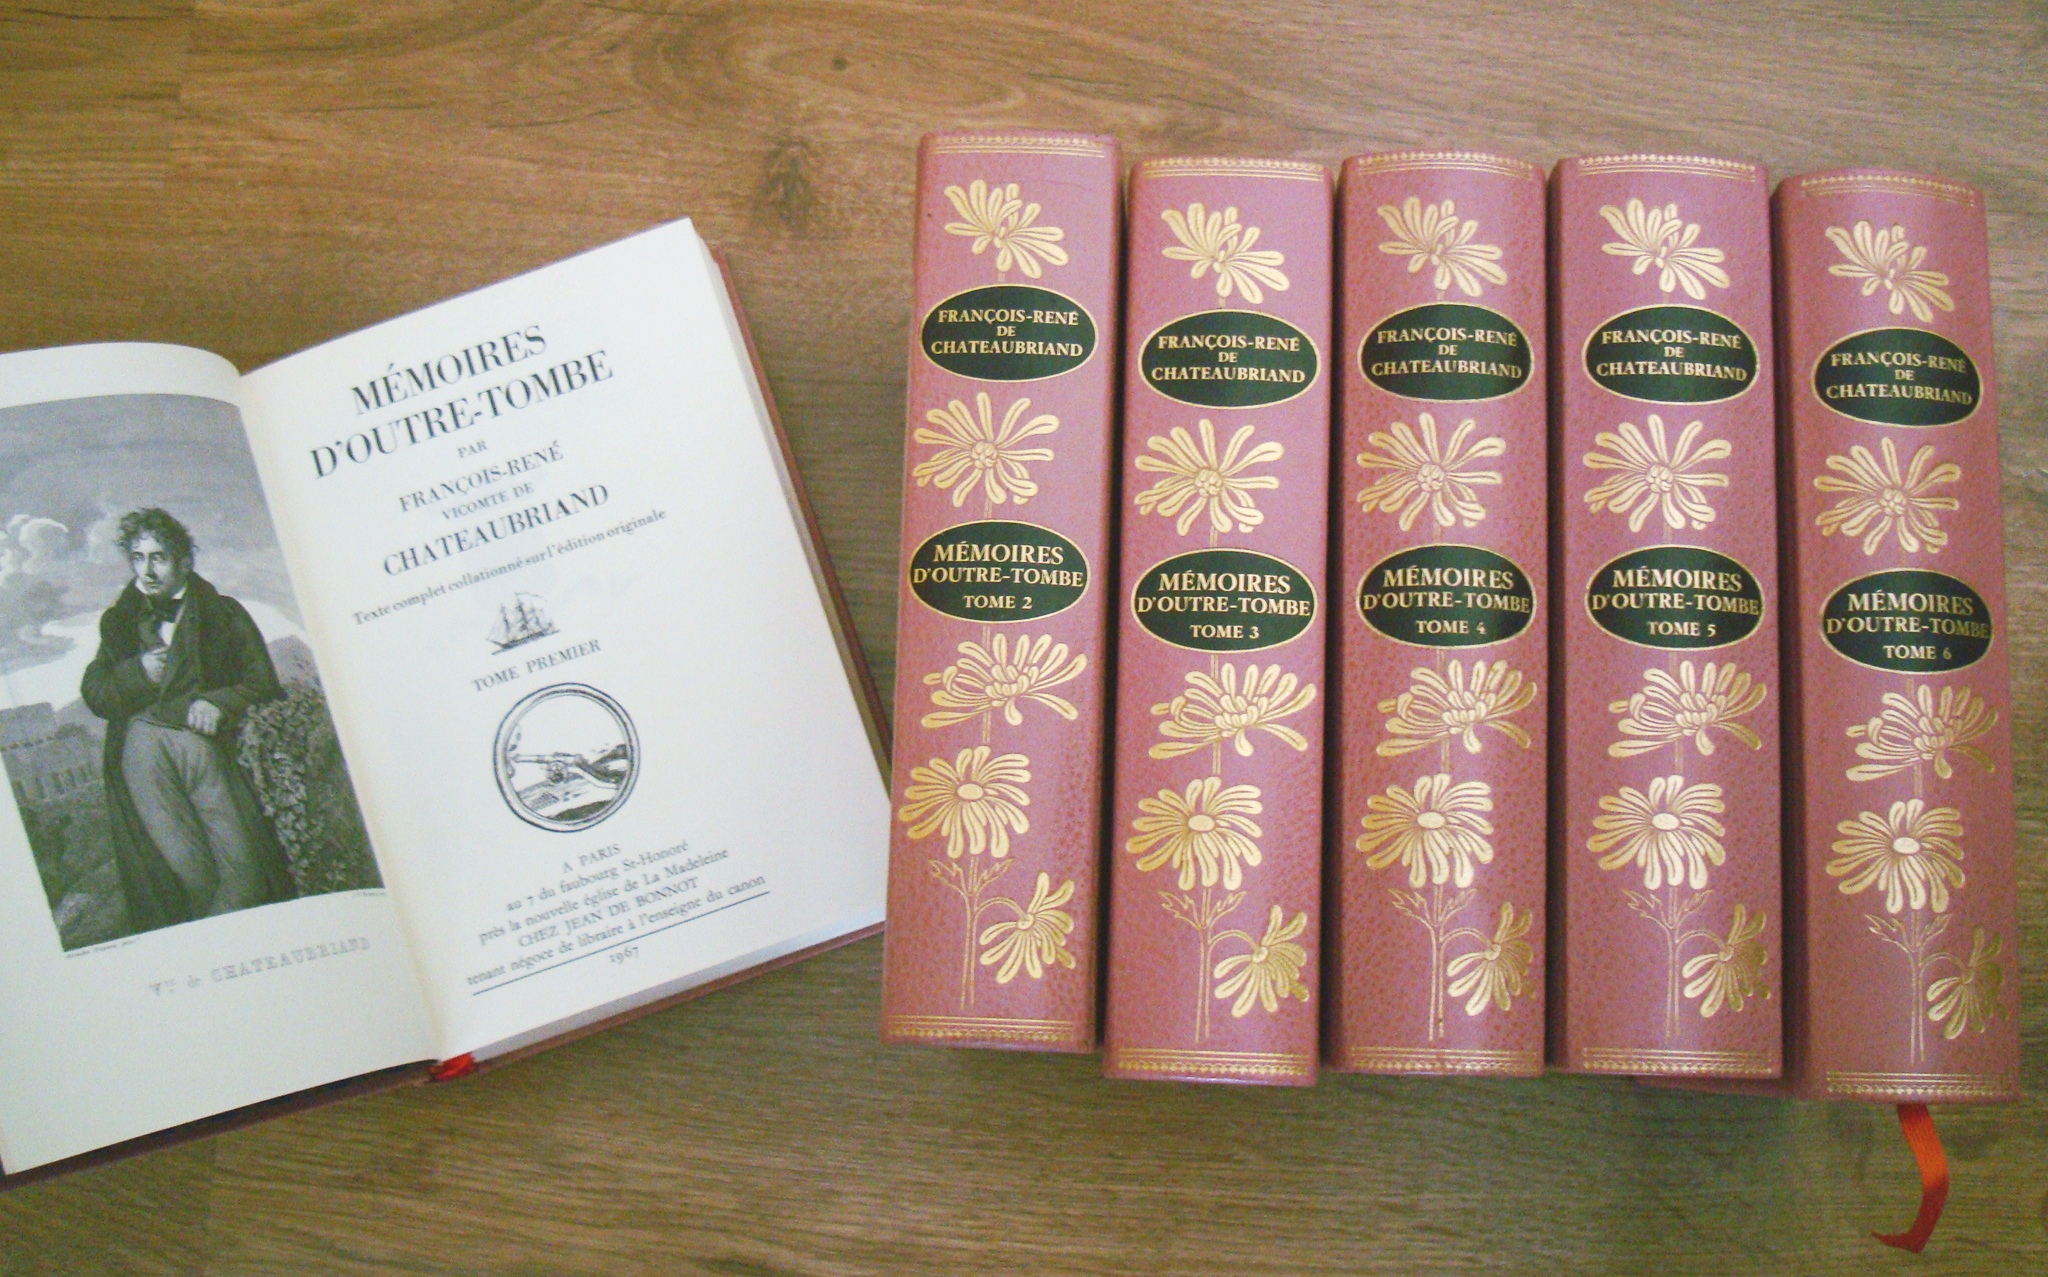 Vte de CHATEAUBRIAND
MÉMOIRES
D'OUTRE-TOMBE
PAR
FRANÇOIS-RENÉ
VICOMTE DE
CHATEAUBRIAND
Texte complet collationné sur l'édition originale
TOME PREMIER
A PARIS
au 7 du faubourg St-Honoré
près la nouvelle église de La Madeleine
CHEZ JEAN DE BONNOT
tenant négoce de libraire à l'enseigne du canon
1967
FRANÇOIS-RENÉ
DE
CHATEAUBRIAND
MÉMOIRES
D'OUTRE-TOMBE
TOME 2
FRANÇOIS-RENÉ
DE
CHATEAUBRIAND
MÉMOIRES
D'OUTRE-TOMBE
TOME 3
FRANÇOIS-RENÉ
DE
CHATEAUBRIAND
MÉMOIRES
D'OUTRE-TOMBE
TOME 4
FRANÇOIS-RENÉ
DE
CHATEAUBRIAND
MÉMOIRES
D'OUTRE-TOMBE
TOME 5
FRANÇOIS-RENÉ
DE
CHATEAUBRIAND
MÉMOIRES
D'OUTRE-TOMBE
TOME 6